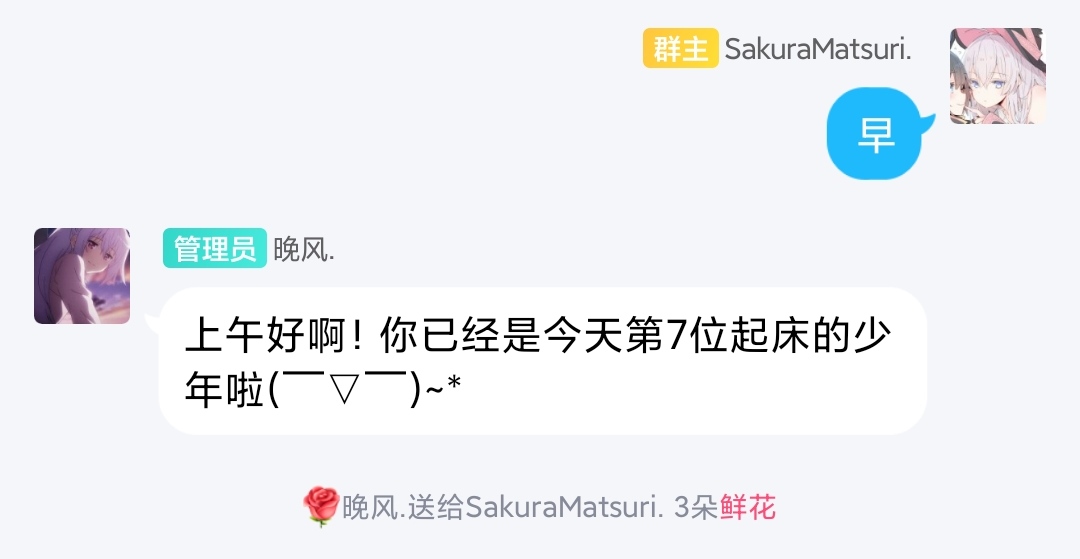 群主 SakuraMatsuri.
早
管理员 晚风.
上午好啊！你已经是今天第7位起床的少
年啦(￣▽￣)~*
🌹晚风.送给SakuraMatsuri. 3朵鲜花